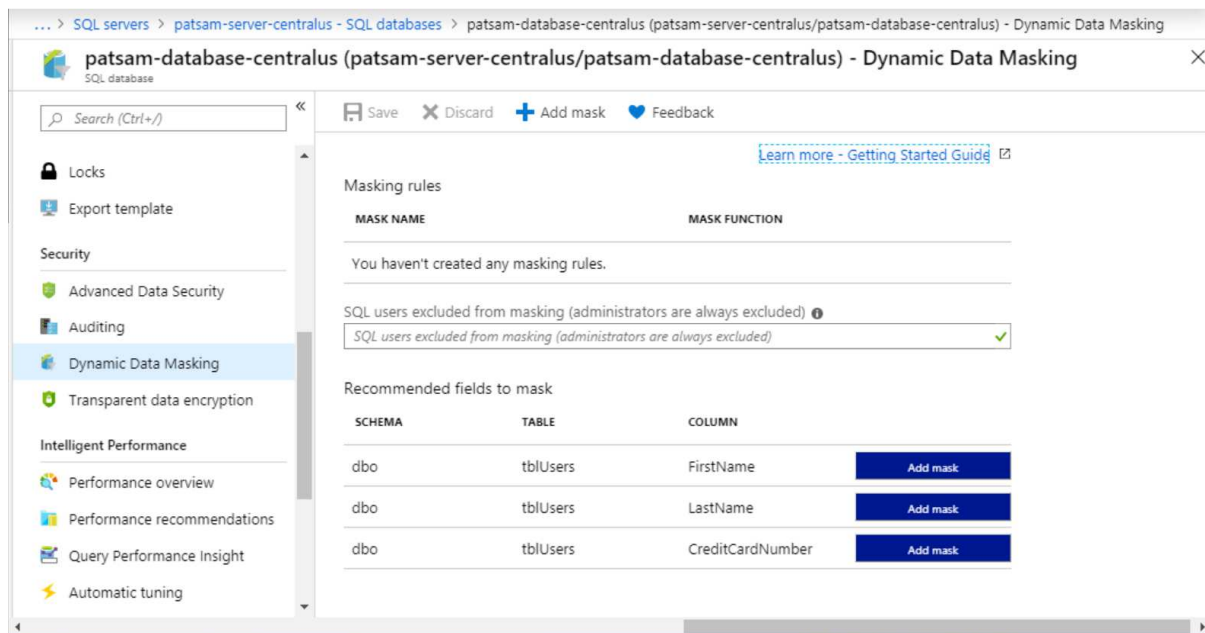 ... > SQL servers > patsam-server-centralus - SQL databases > patsam-database-centralus (patsam-server-centralus/patsam-database-centralus) - Dynamic Data Masking
patsam-database-centralus (patsam-server-centralus/patsam-database-centralus) - Dynamic Data Masking
SQL database
Search (Ctrl+/)
Locks
Export template
Security
Advanced Data Security
Auditing
Dynamic Data Masking
Transparent data encryption
Intelligent Performance
Performance overview
Performance recommendations
Query Performance Insight
Automatic tuning
Save Discard Add mask Feedback
Learn more - Getting Started Guide
Masking rules
MASK NAME MASK FUNCTION
You haven't created any masking rules.
SQL users excluded from masking (administrators are always excluded)
SQL users excluded from masking (administrators are always excluded)
Recommended fields to mask
SCHEMA TABLE COLUMN
dbo tblUsers FirstName Add mask
dbo tblUsers LastName Add mask
dbo tblUsers CreditCardNumber Add mask